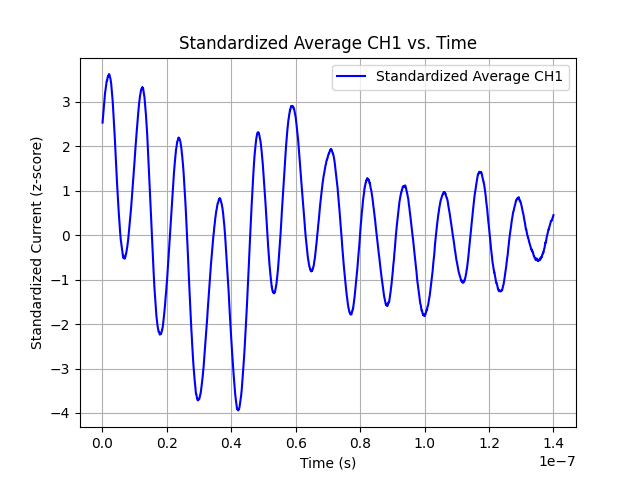 Standardized Average CH1 vs. Time
Standardized Average CH1
Standardized Current (z-score)
3
2
1
0
−1
−2
−3
−4
0.0 0.2 0.4 0.6 0.8 1.0 1.2 1.4
1e−7
Time (s)